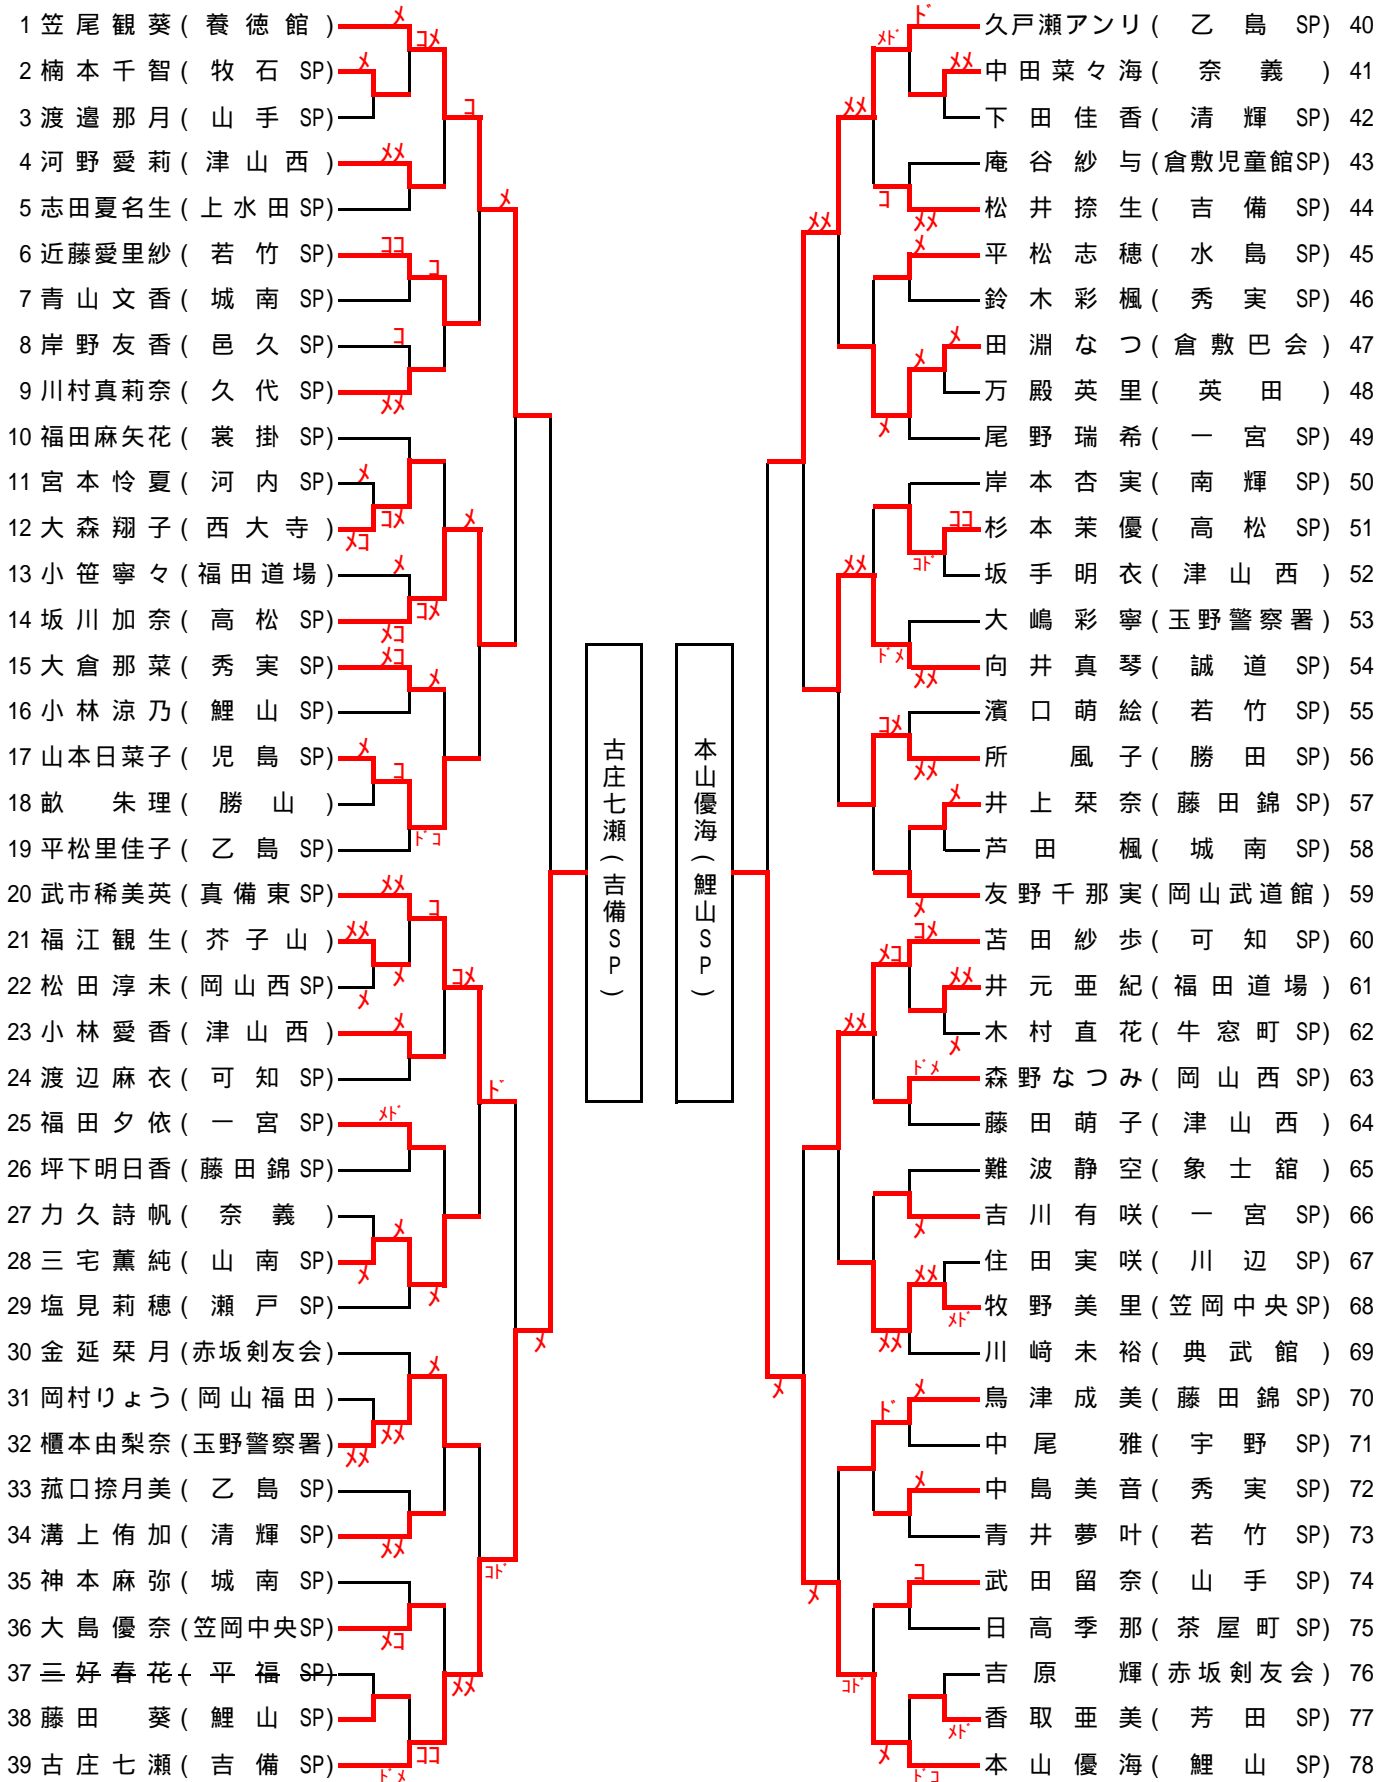 1 笠尾観葵(養徳館)
2 楠本千智(牧石SP)
3 渡邉那月(山手SP)
4 河野愛莉(津山西)
5 志田夏名生(上水田SP)
6 近藤愛里紗(若竹SP)
7 青山文香(城南SP)
8 岸野友香(邑久SP)
9 川村真莉奈(久代SP)
10 福田麻矢花(裳掛SP)
11 宮本怜夏(河内SP)
12 大森翔子(西大寺)
13 小笹寧々(福田道場)
14 坂川加奈(高松SP)
15 大倉那菜(秀実SP)
16 小林涼乃(鯉山SP)
17 山本日菜子(児島SP)
18 畝朱理(勝山)
19 平松里佳子(乙島SP)
20 武市稀美英(真備東SP)
21 福江観生(芥子山)
22 松田淳未(岡山西SP)
23 小林愛香(津山西)
24 渡辺麻衣(可知SP)
25 福田夕依(一宮SP)
26 坪下明日香(藤田錦SP)
27 力久詩帆(奈義)
28 三宅薫純(山南SP)
29 塩見莉穂(瀬戸SP)
30 金延栞月(赤坂剣友会)
31 岡村りょう(岡山福田)
32 櫃本由梨奈(玉野警察署)
33 菰口捺月美(乙島SP)
34 溝上侑加(清輝SP)
35 神本麻弥(城南SP)
36 大島優奈(笠岡中央SP)
37 三好春花(平福SP)
38 藤田葵(鯉山SP)
39 古庄七瀬(吉備SP)
古庄七瀬(吉備SP)
本山優海(鯉山SP)
久戸瀬アンリ(乙島SP) 40
中田菜々海(奈義) 41
下田佳香(清輝SP) 42
庵谷紗与(倉敷児童館SP) 43
松井捺生(吉備SP) 44
平松志穂(水島SP) 45
鈴木彩楓(秀実SP) 46
田淵なつ(倉敷巴会) 47
万殿英里(英田) 48
尾野瑞希(一宮SP) 49
岸本杏実(南輝SP) 50
杉本茉優(高松SP) 51
坂手明衣(津山西) 52
大嶋彩寧(玉野警察署) 53
向井真琴(誠道SP) 54
濱口萌絵(若竹SP) 55
所風子(勝田SP) 56
井上栞奈(藤田錦SP) 57
芦田楓(城南SP) 58
友野千那実(岡山武道館) 59
苫田紗歩(可知SP) 60
井元亜紀(福田道場) 61
木村直花(牛窓町SP) 62
森野なつみ(岡山西SP) 63
藤田萌子(津山西) 64
難波静空(象士舘) 65
吉川有咲(一宮SP) 66
住田実咲(川辺SP) 67
牧野美里(笠岡中央SP) 68
川﨑未裕(典武館) 69
鳥津成美(藤田錦SP) 70
中尾雅(宇野SP) 71
中島美音(秀実SP) 72
青井夢叶(若竹SP) 73
武田留奈(山手SP) 74
日高季那(茶屋町SP) 75
吉原輝(赤坂剣友会) 76
香取亜美(芳田SP) 77
本山優海(鯉山SP) 78